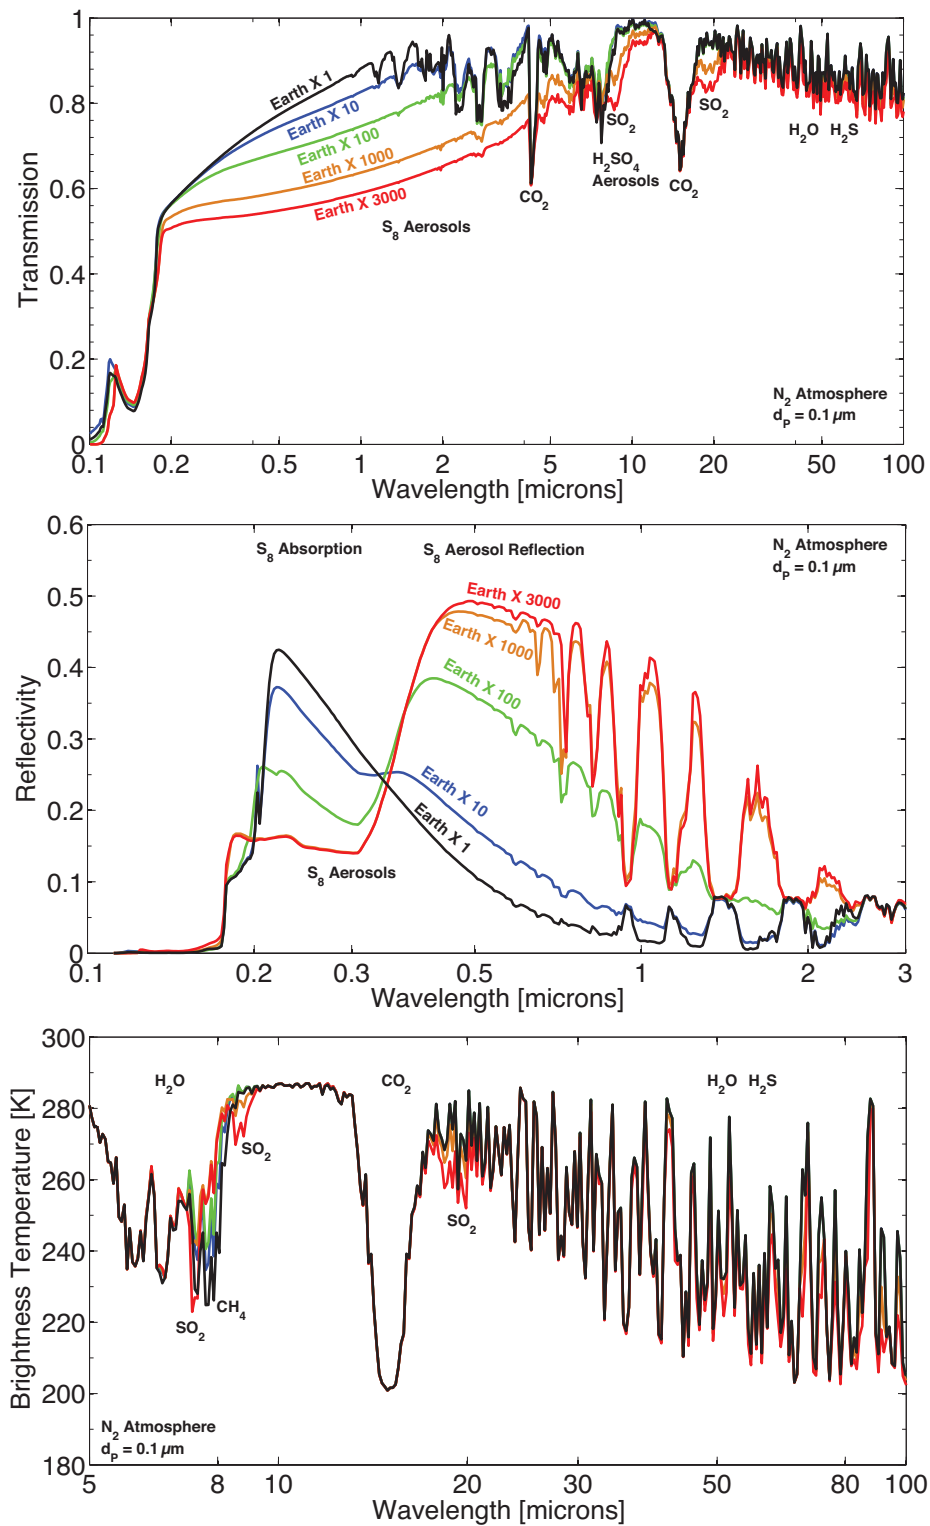 1
0.8
0.6
0.4
0.2
0
Transmission
Earth X 1
Earth X 10
Earth X 100
Earth X 1000
Earth X 3000
S8 Aerosols
CO2
SO2
H2SO4
Aerosols
CO2
SO2
H2O H2S
N2 Atmosphere
dP = 0.1 μm
0.1 0.2 0.5 1 2 5 10 20 50 100
Wavelength [microns]
0.6
0.5
0.4
0.3
0.2
0.1
0
Reflectivity
S8 Absorption
S8 Aerosol Reflection
N2 Atmosphere
dP = 0.1 μm
Earth X 3000
Earth X 1000
Earth X 100
Earth X 10
Earth X 1
S8 Aerosols
0.1 0.2 0.3 0.5 1 2 3
Wavelength [microns]
300
280
260
240
220
200
180
Brightness Temperature [K]
H2O
CO2
H2O H2S
SO2
SO2
CH4
SO2
N2 Atmosphere
dP = 0.1 μm
5 8 10 20 30 50 80 100
Wavelength [microns]